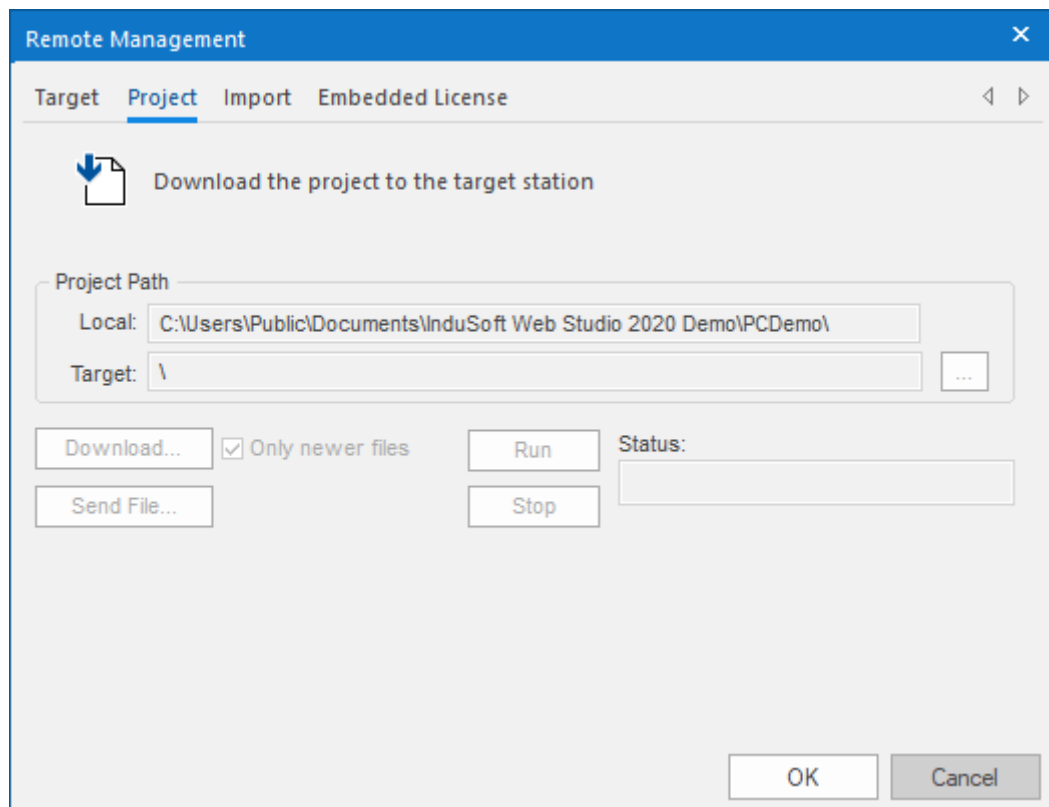 Remote Management
Target Project Import Embedded License
Download the project to the target station
Project Path
Local: C:\Users\Public\Documents\InduSoft Web Studio 2020 Demo\PCDemo\
Target: \ ...
Download... Only newer files Run Status:
Send File... Stop
OK Cancel